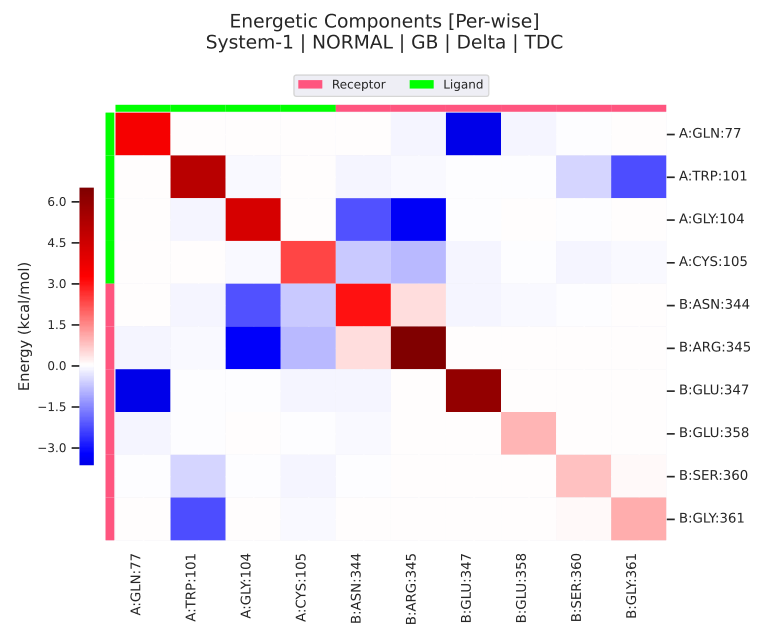 Energetic Components [Per-wise]
System-1 | NORMAL | GB | Delta | TDC
Receptor
Ligand
A:GLN:77
A:TRP:101
A:GLY:104
A:CYS:105
B:ASN:344
B:ARG:345
B:GLU:347
B:GLU:358
B:SER:360
B:GLY:361
Energy (kcal/mol)
6.0
4.5
3.0
1.5
0.0
−1.5
−3.0
A:GLN:77
A:TRP:101
A:GLY:104
A:CYS:105
B:ASN:344
B:ARG:345
B:GLU:347
B:GLU:358
B:SER:360
B:GLY:361